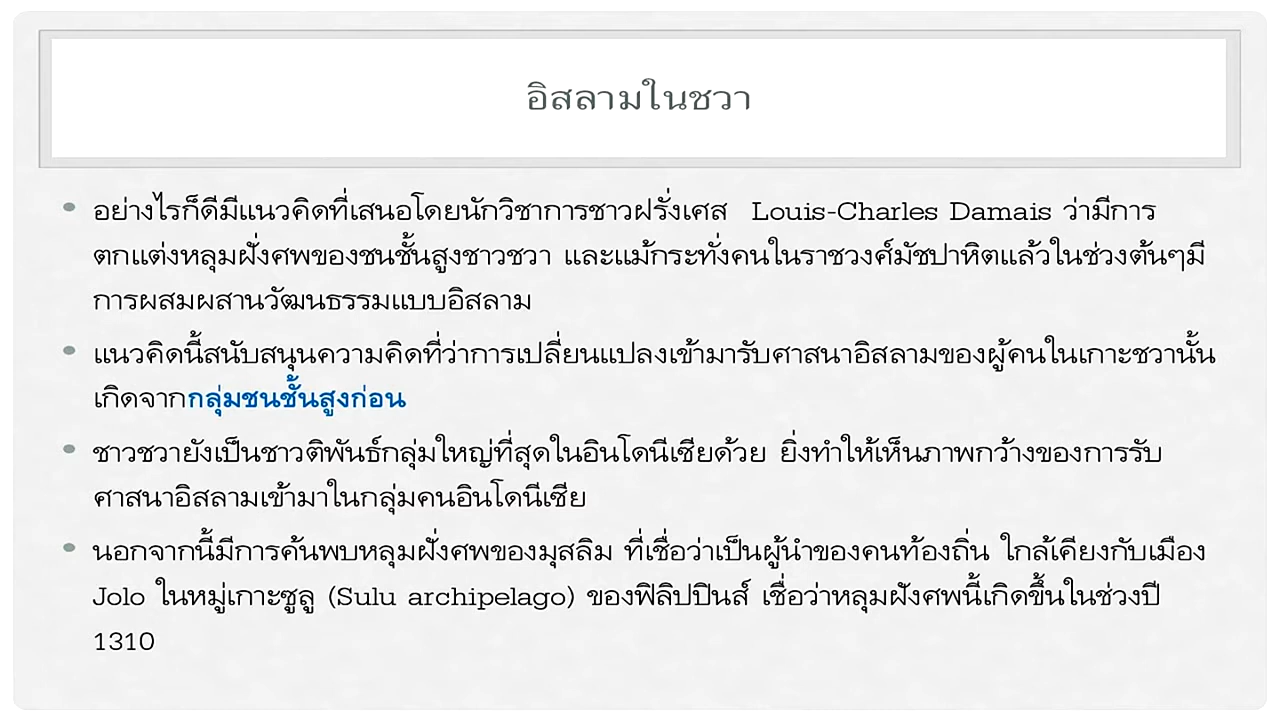 อิสลามในชวา
• อย่างไรก็ดีมีแนวคิดที่เสนอโดยนักวิชาการชาวฝรั่งเศส Louis-Charles Damais ว่ามีการ
ตกแต่งหลุมฝั่งศพของชนชั้นสูงชาวชวา และแม้กระทั่งคนในราชวงศ์มัชปาหิตแล้วในช่วงต้นๆมี
การผสมผสานวัฒนธรรมแบบอิสลาม
• แนวคิดนี้สนับสนุนความคิดที่ว่าการเปลี่ยนแปลงเข้ามารับศาสนาอิสลามของผู้คนในเกาะชวานั้น
เกิดจากกลุ่มชนชั้นสูงก่อน
• ชาวชวายังเป็นชาวติพันธ์กลุ่มใหญ่ที่สุดในอินโดนีเซียด้วย ยิ่งทำให้เห็นภาพกว้างของการรับ
ศาสนาอิสลามเข้ามาในกลุ่มคนอินโดนีเซีย
• นอกจากนี้มีการค้นพบหลุมฝั่งศพของมุสลิม ที่เชื่อว่าเป็นผู้นำของคนท้องถิ่น ใกล้เคียงกับเมือง
Jolo ในหมู่เกาะซูลู (Sulu archipelago) ของฟิลิปปินส์ เชื่อว่าหลุมฝังศพนี้เกิดขึ้นในช่วงปี
1310